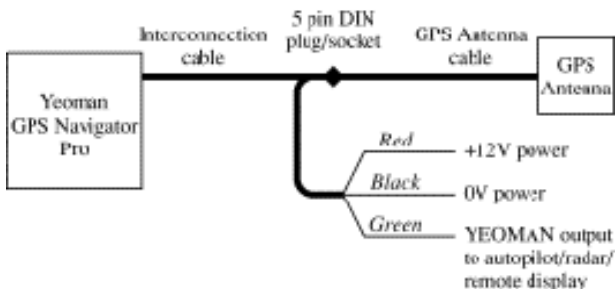 5 pin DIN
plug/socket
Interconnection
cable
GPS Antenna
cable
GPS
Antenna
Yeoman
GPS Navigator
Pro
Red
+12V power
Black
0V power
Green
YEOMAN output
to autopilot/radar/
remote display